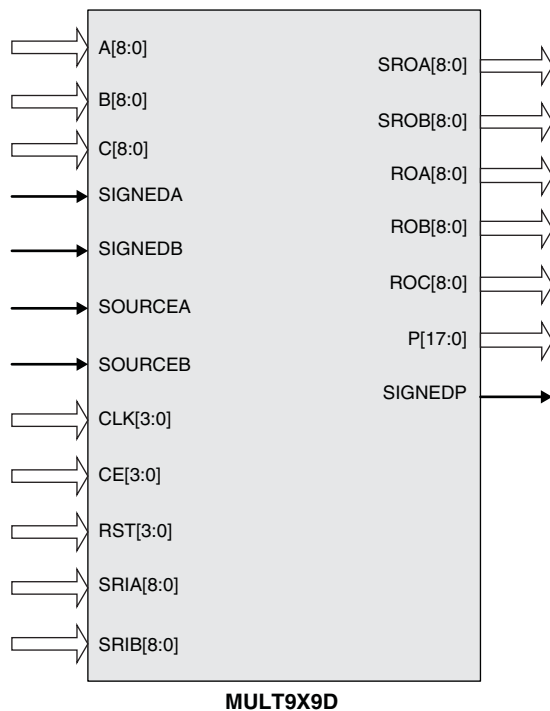 A[8:0]
B[8:0]
C[8:0]
SIGNEDA
SIGNEDB
SOURCEA
SOURCEB
CLK[3:0]
CE[3:0]
RST[3:0]
SRIA[8:0]
SRIB[8:0]
SROA[8:0]
SROB[8:0]
ROA[8:0]
ROB[8:0]
ROC[8:0]
P[17:0]
SIGNEDP
MULT9X9D